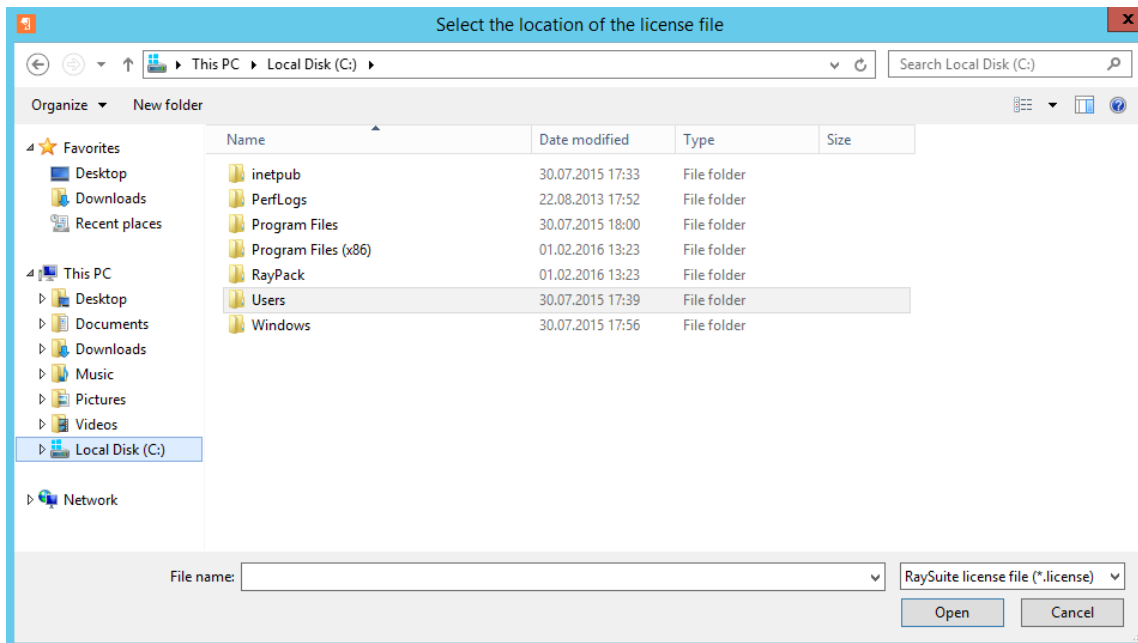 Select the location of the license file
x
This PC Local Disk (C:)
Search Local Disk (C:)
Organize New folder
Name Date modified Type Size
Favorites
Desktop
Downloads
Recent places
This PC
Desktop
Documents
Downloads
Music
Pictures
Videos
Local Disk (C:)
Network
inetpub 30.07.2015 17:33 File folder
PerfLogs 22.08.2013 17:52 File folder
Program Files 30.07.2015 18:00 File folder
Program Files (x86) 01.02.2016 13:23 File folder
RayPack 01.02.2016 13:23 File folder
Users 30.07.2015 17:39 File folder
Windows 30.07.2015 17:56 File folder
File name:
RaySuite license file (*.license)
Open Cancel